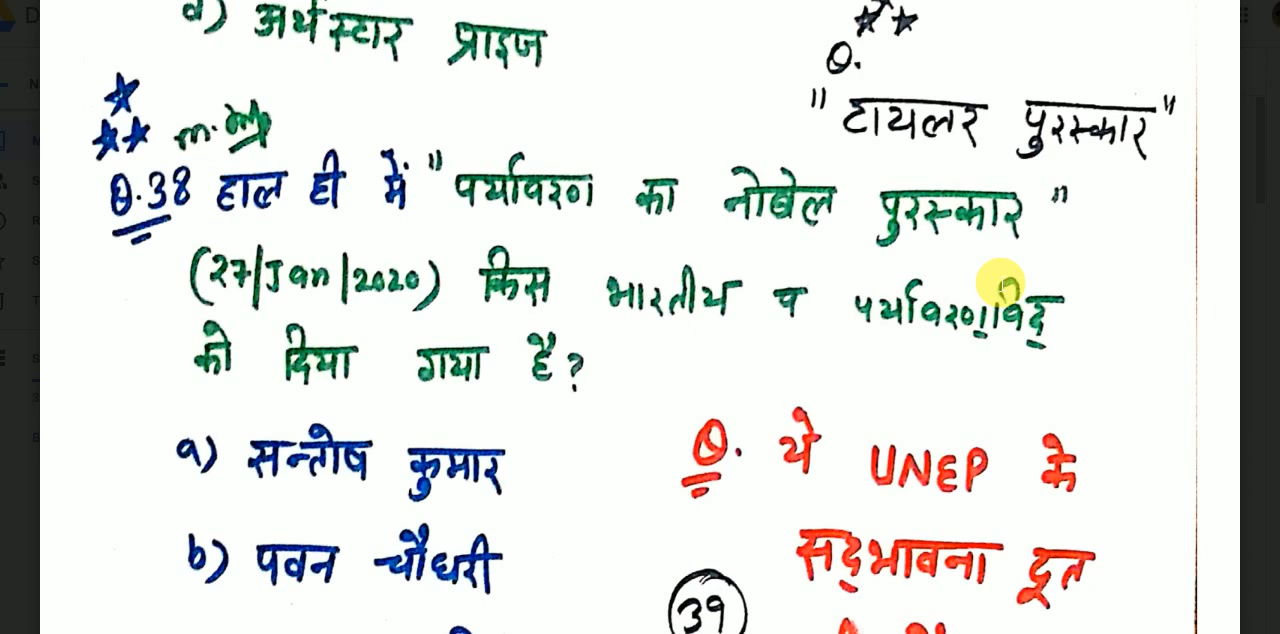 d) अर्थस्टार प्राइज
Q.
"टायलर पुरस्कार"
m. Imp
Q.38 हाल ही में "पर्यावरण का नोबेल पुरस्कार"
(27/Jan/2020) किस भारतीय व पर्यावरणविद्
को दिया गया है?
a) सन्तोष कुमार
b) पवन चौधरी
Q. ये UNEP के
सद्भावना दूत
39